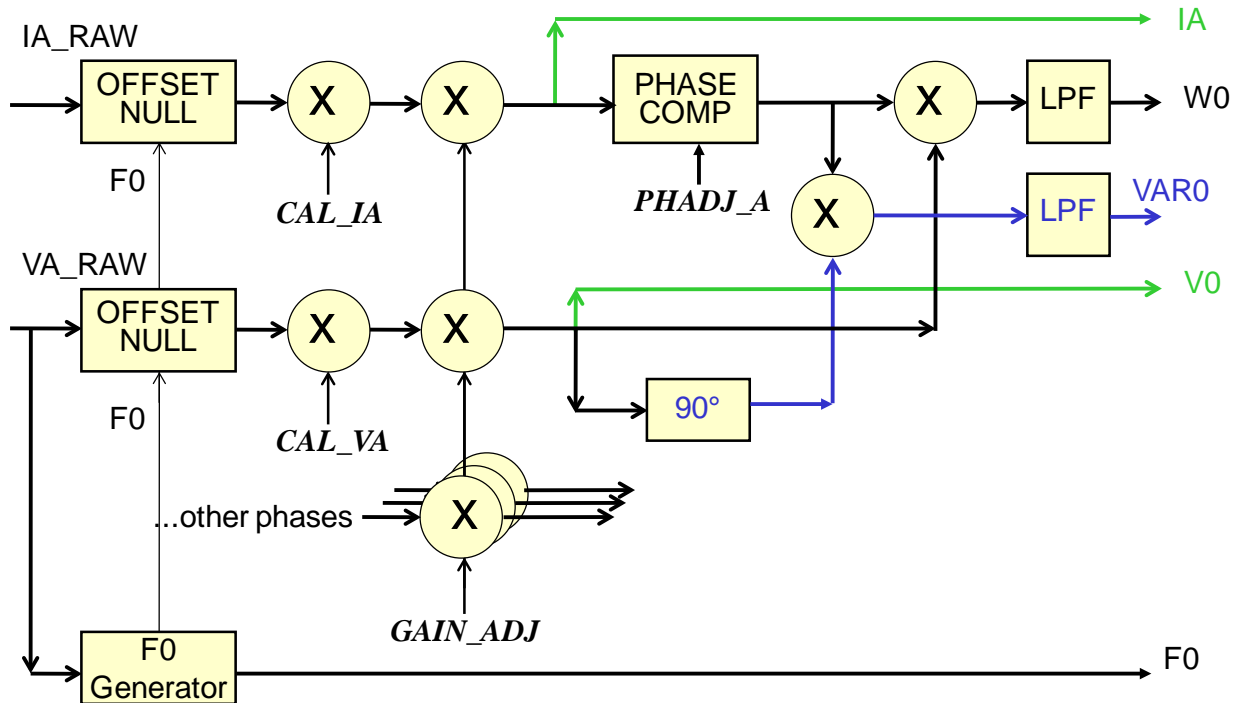 IA_RAW
IA
OFFSET
NULL
X
X
PHASE
COMP
X
LPF
W0
F0
CAL_IA
PHADJ_A
X
LPF
VAR0
VA_RAW
V0
OFFSET
NULL
X
X
F0
CAL_VA
90°
...other phases
X
GAIN_ADJ
F0
Generator
F0